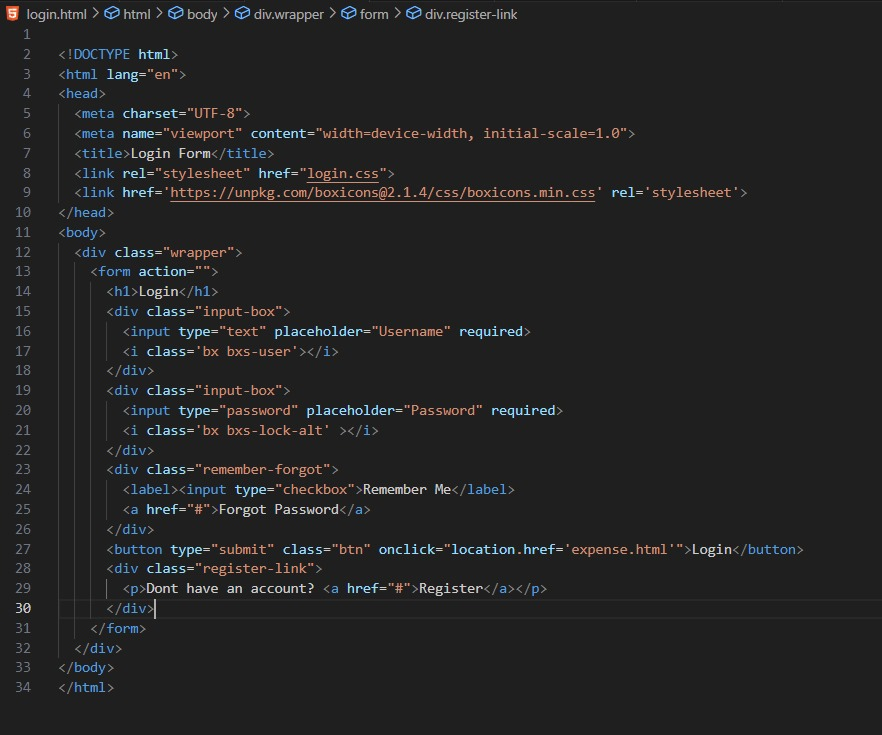 login.html > html > body > div.wrapper > form > div.register-link
1
2 <!DOCTYPE html>
3 <html lang="en">
4 <head>
5   <meta charset="UTF-8">
6   <meta name="viewport" content="width=device-width, initial-scale=1.0">
7   <title>Login Form</title>
8   <link rel="stylesheet" href="login.css">
9   <link href='https://unpkg.com/boxicons@2.1.4/css/boxicons.min.css' rel='stylesheet'>
10 </head>
11 <body>
12   <div class="wrapper">
13     <form action="">
14       <h1>Login</h1>
15       <div class="input-box">
16         <input type="text" placeholder="Username" required>
17         <i class='bx bxs-user'></i>
18       </div>
19       <div class="input-box">
20         <input type="password" placeholder="Password" required>
21         <i class='bx bxs-lock-alt' ></i>
22       </div>
23       <div class="remember-forgot">
24         <label><input type="checkbox">Remember Me</label>
25         <a href="#">Forgot Password</a>
26       </div>
27       <button type="submit" class="btn" onclick="location.href='expense.html'">Login</button>
28       <div class="register-link">
29         <p>Dont have an account? <a href="#">Register</a></p>
30       </div>
31     </form>
32   </div>
33 </body>
34 </html>